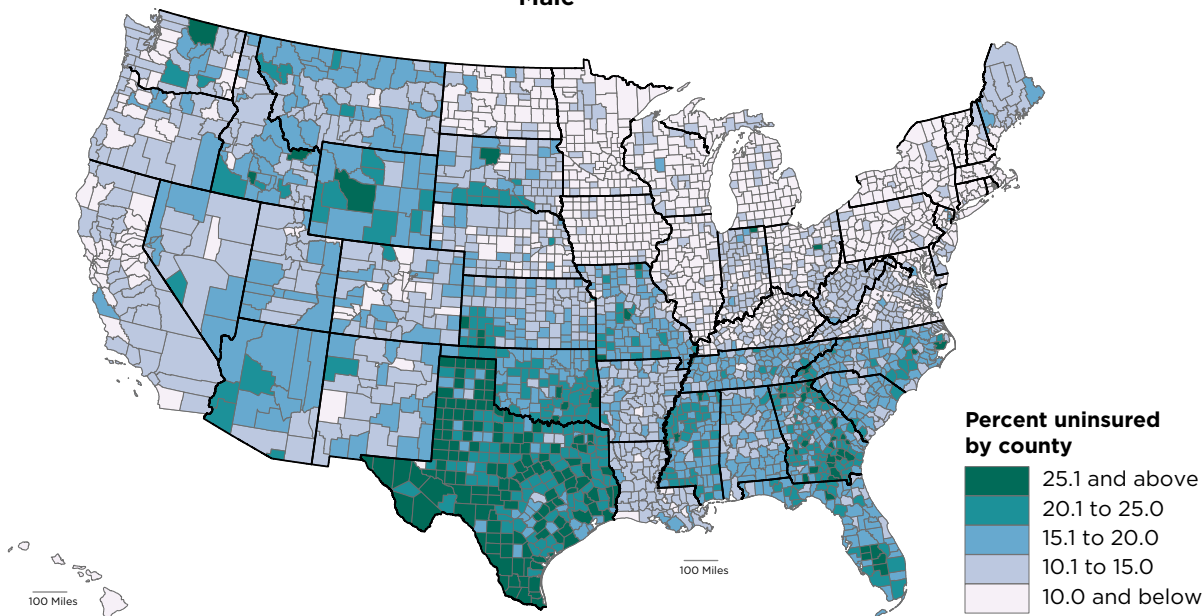 Male
Percent uninsured
by county
25.1 and above
20.1 to 25.0
15.1 to 20.0
10.1 to 15.0
10.0 and below
100 Miles
100 Miles